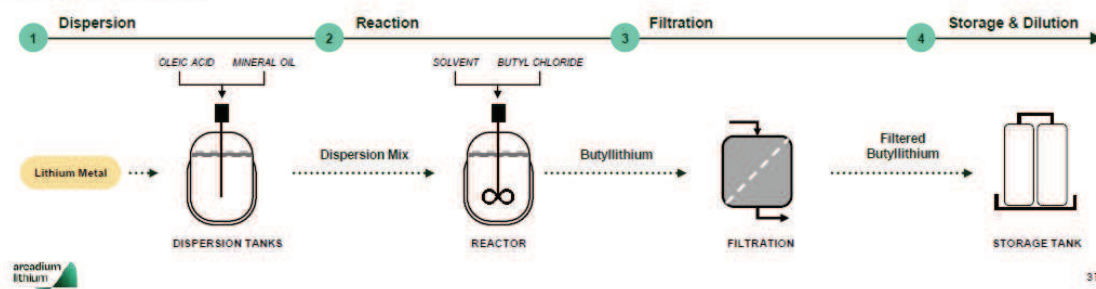 1 Dispersion
2 Reaction
3 Filtration
4 Storage & Dilution
OLEIC ACID MINERAL OIL
SOLVENT BUTYL CHLORIDE
Lithium Metal
Dispersion Mix
Butyllithium
Filtered
Butyllithium
DISPERSION TANKS
REACTOR
FILTRATION
STORAGE TANK
arcadium
lithium